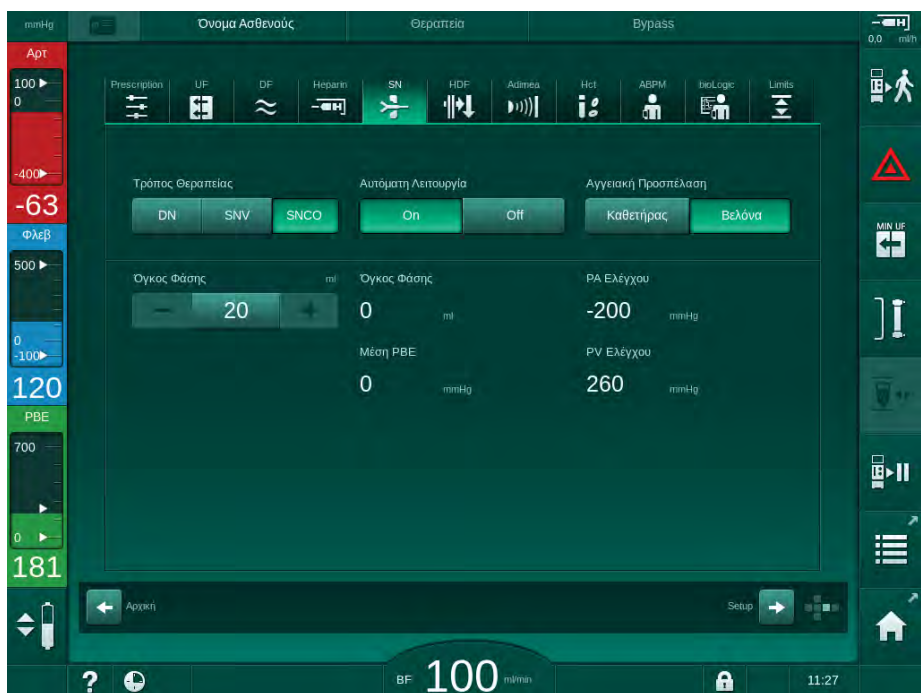 mmHg
Όνομα Ασθενούς
Θεραπεία
Bypass
0,0 ml/h
Αρτ
100
0
-400
-63
Φλεβ
500
0
-100
120
PBE
700
0
181
Prescription UF DF Heparin SN HDF Adimea Hct ABPM bioLogic Limits
Τρόπος Θεραπείας
DN SNV SNCO
Αυτόματη Λειτουργία
On Off
Αγγειακή Προσπέλαση
Καθετήρας Βελόνα
Όγκος Φάσης ml
− 20 +
Όγκος Φάσης
0 ml
PA Ελέγχου
-200 mmHg
Μέση PBE
0 mmHg
PV Ελέγχου
260 mmHg
MIN UF
Αρχική
Setup
? BF 100 ml/min 11:27